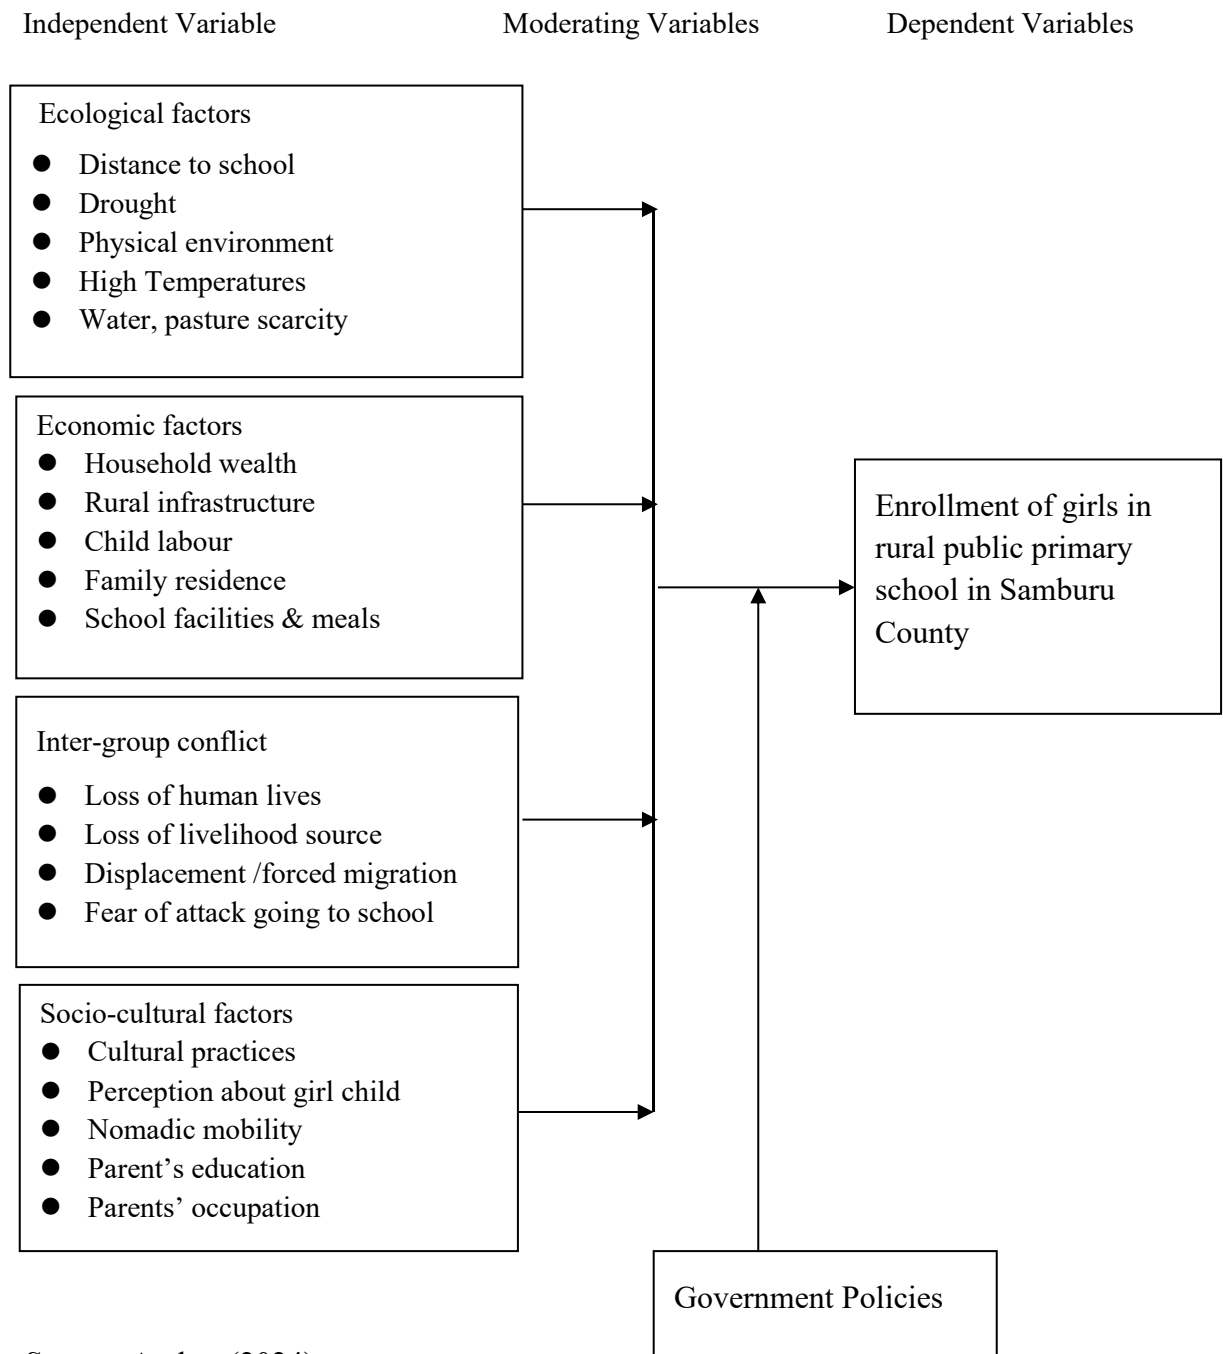 Independent Variable
Moderating Variables
Dependent Variables
Ecological factors
● Distance to school
● Drought
● Physical environment
● High Temperatures
● Water, pasture scarcity
Economic factors
● Household wealth
● Rural infrastructure
● Child labour
● Family residence
● School facilities & meals
Inter-group conflict
● Loss of human lives
● Loss of livelihood source
● Displacement /forced migration
● Fear of attack going to school
Socio-cultural factors
● Cultural practices
● Perception about girl child
● Nomadic mobility
● Parent’s education
● Parents’ occupation
Enrollment of girls in
rural public primary
school in Samburu
County
Government Policies